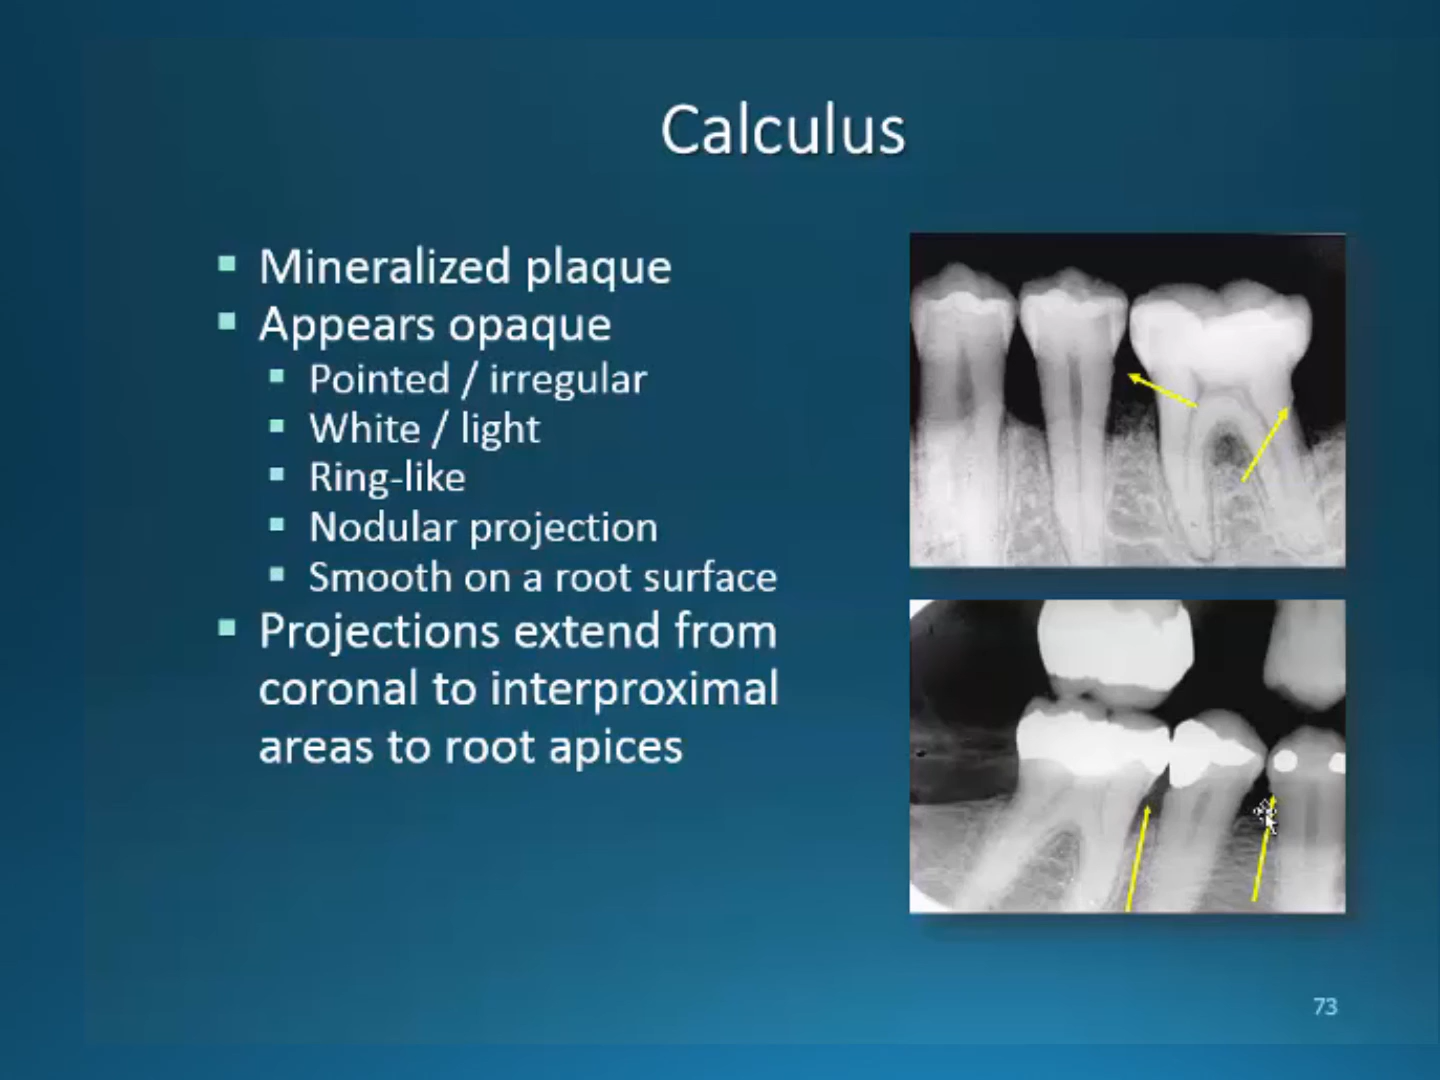 Calculus
Mineralized plaque
Appears opaque
Pointed / irregular
White / light
Ring-like
Nodular projection
Smooth on a root surface
Projections extend from
coronal to interproximal
areas to root apices
73